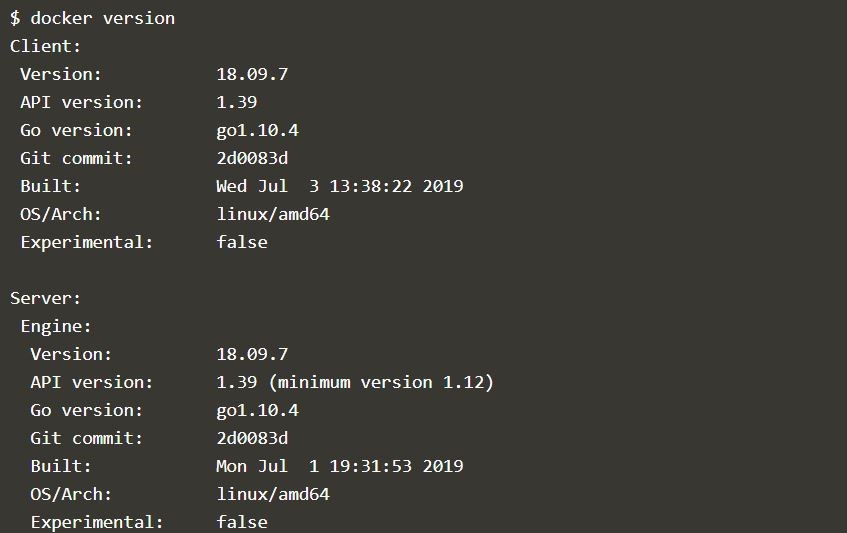 $ docker version
Client:
 Version:           18.09.7
 API version:       1.39
 Go version:        go1.10.4
 Git commit:        2d0083d
 Built:             Wed Jul  3 13:38:22 2019
 OS/Arch:           linux/amd64
 Experimental:      false

Server:
 Engine:
  Version:          18.09.7
  API version:      1.39 (minimum version 1.12)
  Go version:       go1.10.4
  Git commit:       2d0083d
  Built:            Mon Jul  1 19:31:53 2019
  OS/Arch:          linux/amd64
  Experimental:     false